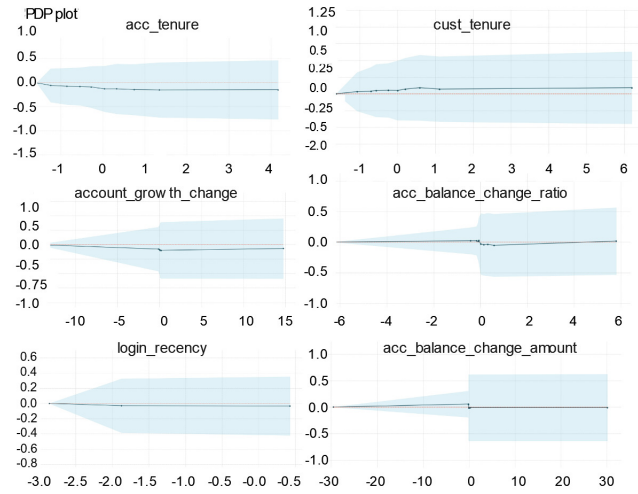 PDP plot
acc_tenure
1.0
0.5
0.0
-0.5
-1.0
-1.5
-1 0 1 2 3 4
cust_tenure
1.25
1.0
0.5
0.25
0.0
-0.25
-0.5
-2.0
-1 0 1 2 3 4 5 6
account_grow th_change
1.0
0.5
0.0
-0.5
-0.75
-1.0
-10 -5 0 5 10 15
acc_balance_change_ratio
1.0
0.5
0.0
-0.5
-1.0
-6 -4 -2 0 2 4 6
login_recency
0.6
0.4
0.2
0.0
0.2
0.4
-0.6
-0.8
-3.0 -2.5 -2.0 -1.5 -0.0 -0.5
acc_balance_change_amount
1.0
0.5
0.0
-0.5
-1.0
-30 -20 -10 0 10 20 30